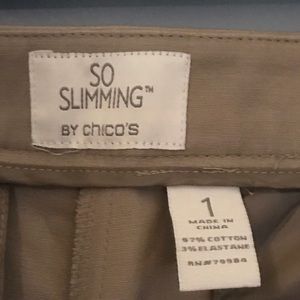 SO
SLIMMING™
BY chico's
1
MADE IN
CHINA
97% COTTON
3% ELASTANE
RN#79984